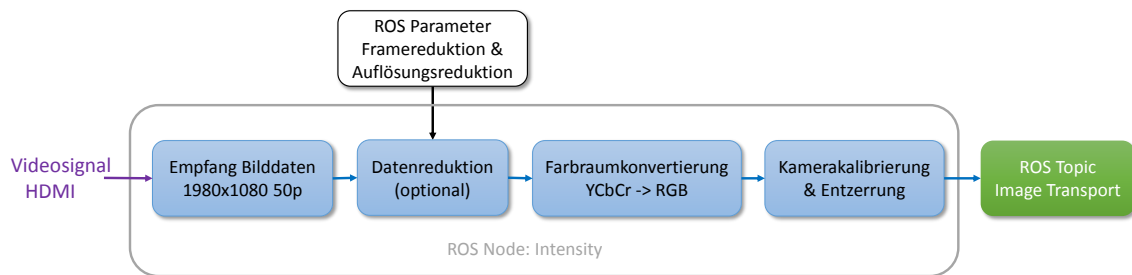 ROS Parameter
Framereduktion &
Auflösungsreduktion
Videosignal
HDMI
Empfang Bilddaten
1980x1080 50p
Datenreduktion
(optional)
Farbraumkonvertierung
YCbCr -> RGB
Kamerakalibrierung
& Entzerrung
ROS Topic
Image Transport
ROS Node: Intensity